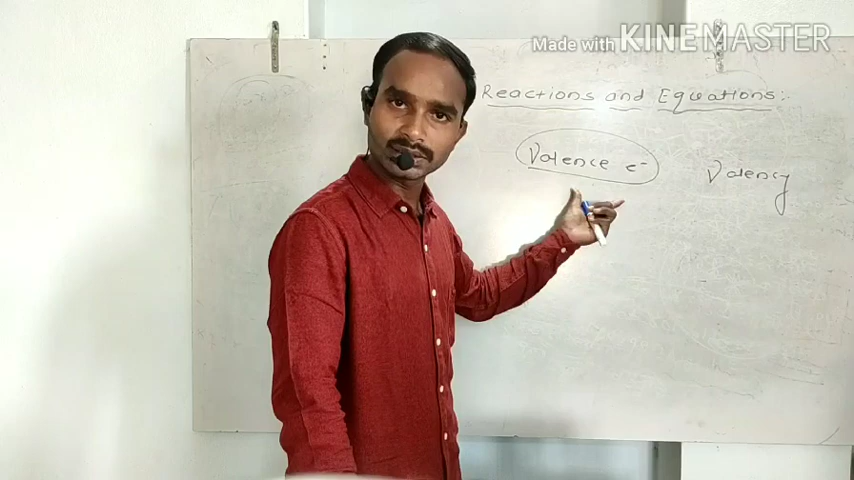 Made with KINEMASTER
Reactions and Equations:-
Valence e⁻ Valency